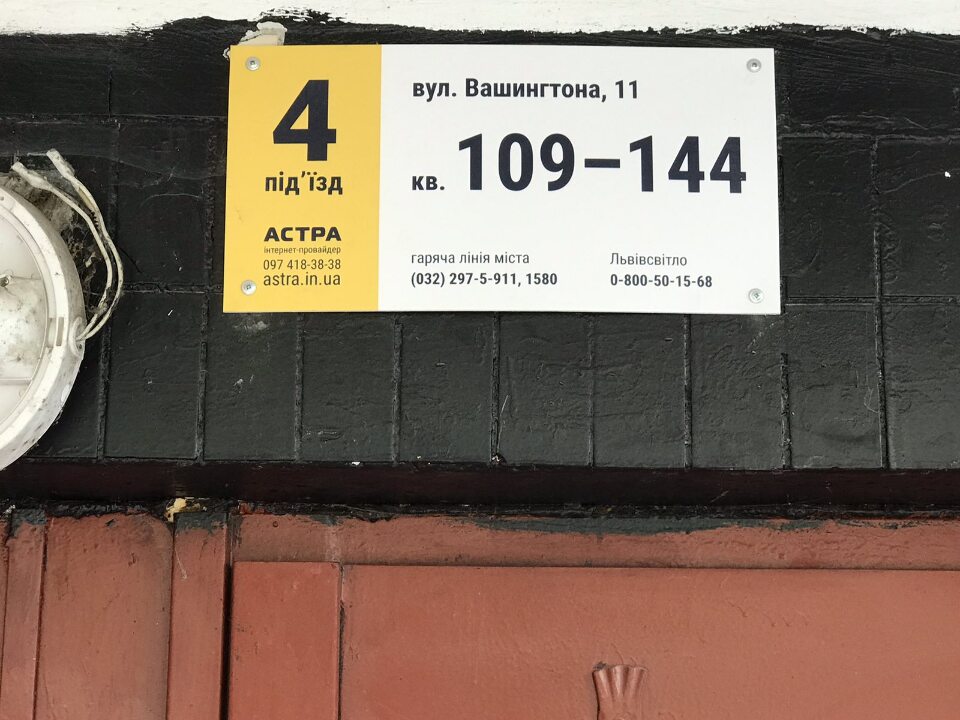 4
під'їзд
АСТРА
інтернет-провайдер
097 418-38-38
astra.in.ua
вул. Вашингтона, 11
кв. 109–144
гаряча лінія міста
(032) 297-5-911, 1580
Львівсвітло
0-800-50-15-68